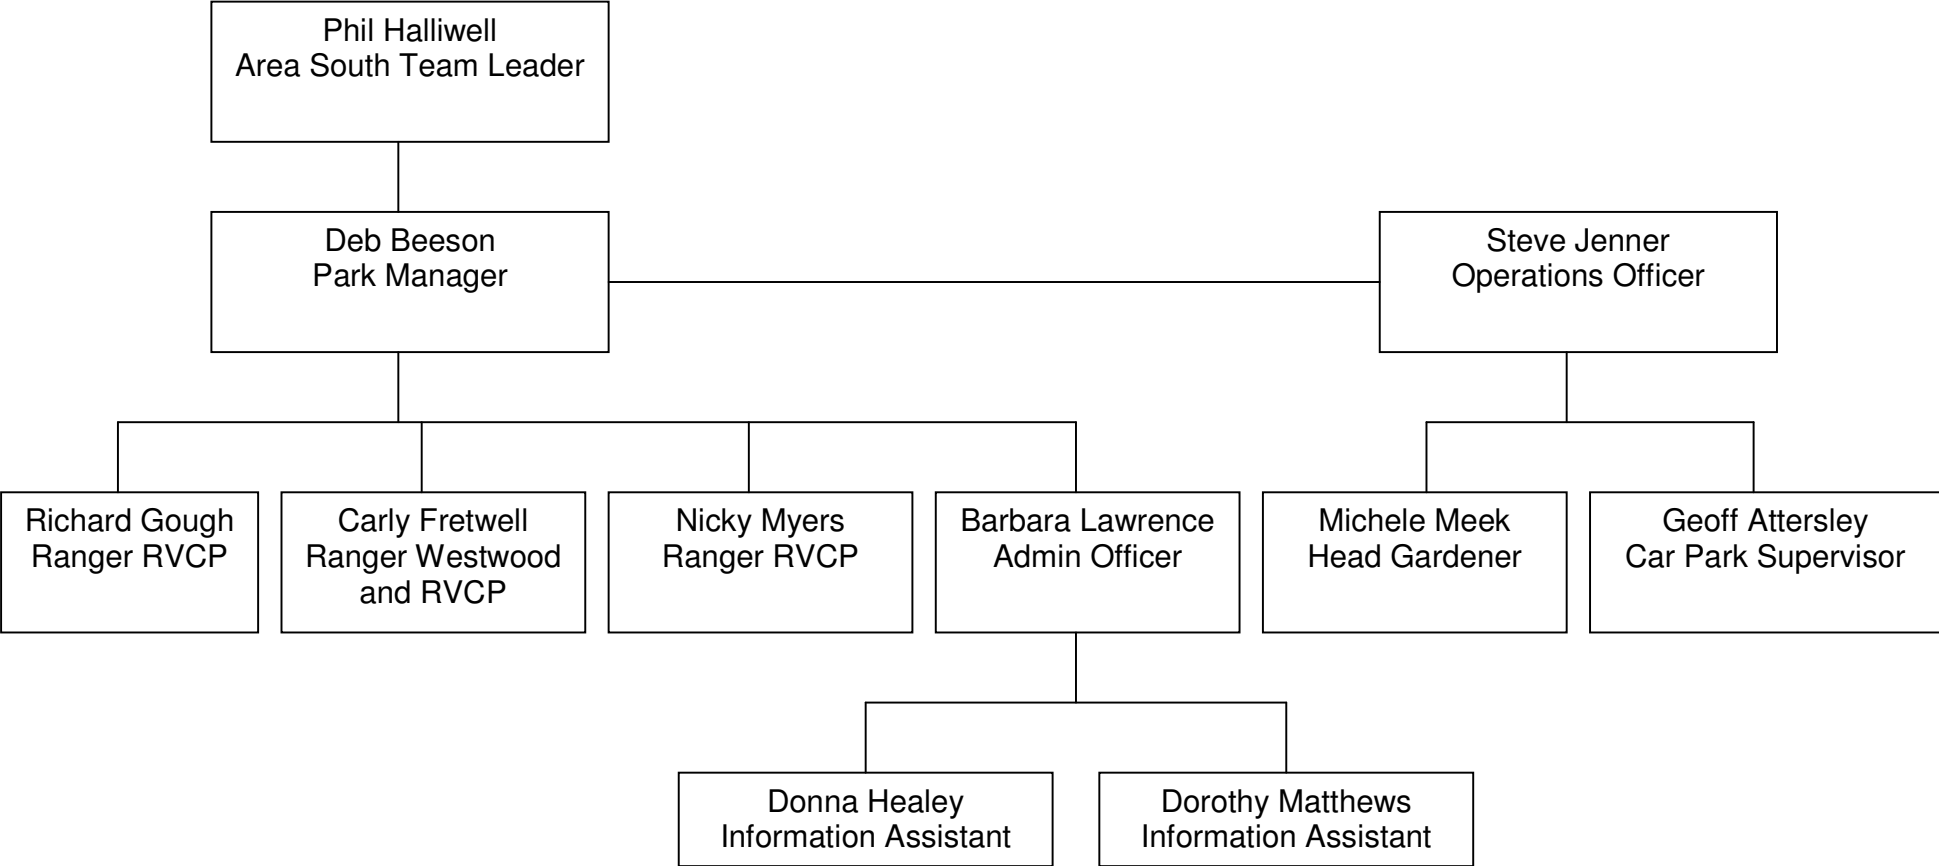 Phil Halliwell
Area South Team Leader
Deb Beeson
Park Manager
Steve Jenner
Operations Officer
Richard Gough
Ranger RVCP
Carly Fretwell
Ranger Westwood
and RVCP
Nicky Myers
Ranger RVCP
Barbara Lawrence
Admin Officer
Michele Meek
Head Gardener
Geoff Attersley
Car Park Supervisor
Donna Healey
Information Assistant
Dorothy Matthews
Information Assistant